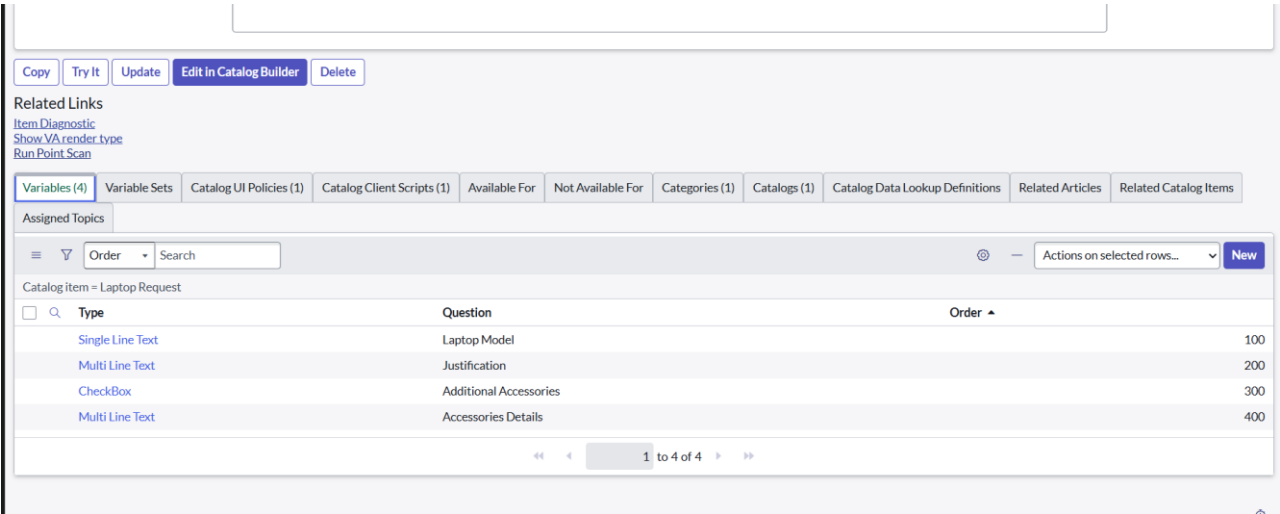 Copy Try It Update Edit in Catalog Builder Delete
Related Links
Item Diagnostic
Show VA render type
Run Point Scan
Variables (4) Variable Sets Catalog UI Policies (1) Catalog Client Scripts (1) Available For Not Available For Categories (1) Catalogs (1) Catalog Data Lookup Definitions Related Articles Related Catalog Items
Assigned Topics
Order Search Actions on selected rows... New
Catalog item = Laptop Request
Type Question Order
Single Line Text Laptop Model 100
Multi Line Text Justification 200
CheckBox Additional Accessories 300
Multi Line Text Accessories Details 400
1 to 4 of 4